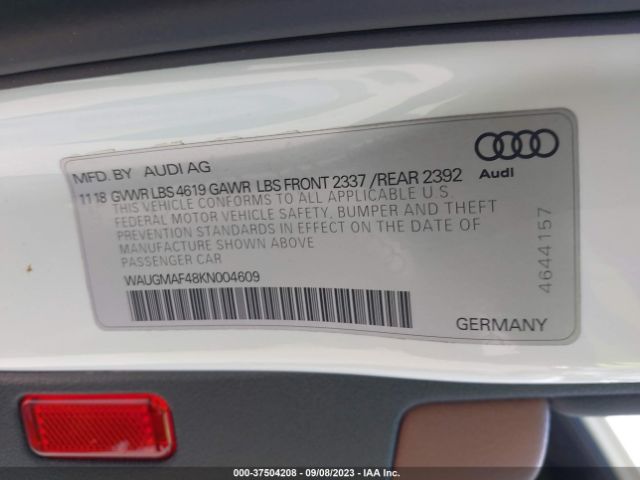 MFD. BY AUDI AG
11 18 GVWR LBS 4619 GAWR LBS FRONT 2337 / REAR 2392
THIS VEHICLE CONFORMS TO ALL APPLICABLE U.S.
FEDERAL MOTOR VEHICLE SAFETY, BUMPER AND THEFT
PREVENTION STANDARDS IN EFFECT ON THE DATE OF
MANUFACTURE SHOWN ABOVE
PASSENGER CAR
WAUGMAF48KN004609
Audi
4644157
GERMANY
000-37504208 - 09/08/2023 - IAA Inc.